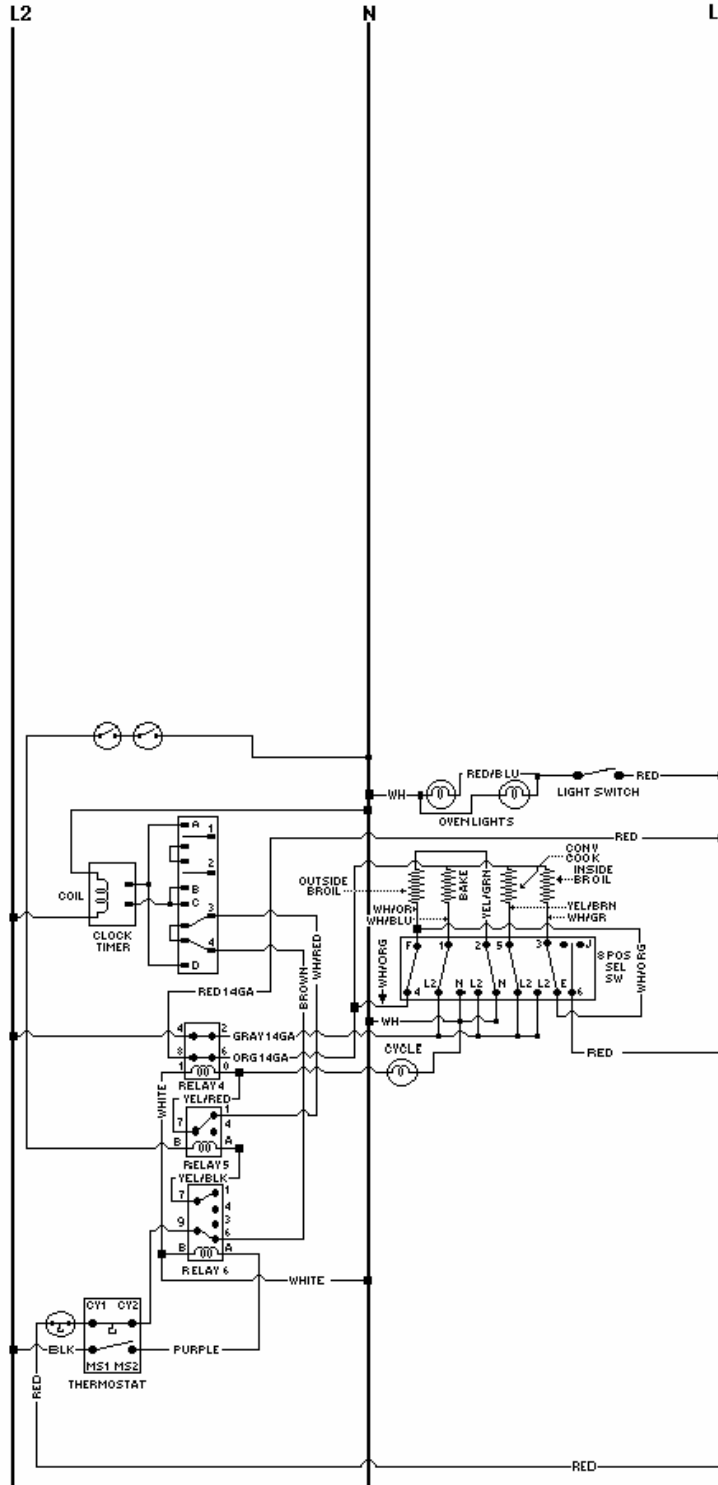 L2 N L
RED/BLU
WH RED
OVEN LIGHTS LIGHT SWITCH
A
1
RED
2
CONV
COOK
INSIDE
BROIL
OUTSIDE
BROIL
BAKE
YEL/GRN
COIL
B
C
CLOCK
TIMER
3
4
D
WH/OR
WH/BLU
YEL/BRN
WH/GR
WH/RED
BROWN
WH/ORG
F 1 2 5 3 J
8 POS
SEL
SW
WH/ORG
4 L2 N L2 N L2 L2 E 6
RED 14GA
WH
4 2 GRAY 14GA
8 6 ORG 14GA
CYCLE
RED
1 0
RELAY 4
WHITE
YEL/RED
7 1
4
B A
RELAY 5
YEL/BLK
7 1
4
3
9 6
B A
RELAY 6
WHITE
CY1 CY2
BLK PURPLE
MS1 MS2
THERMOSTAT
RED
RED